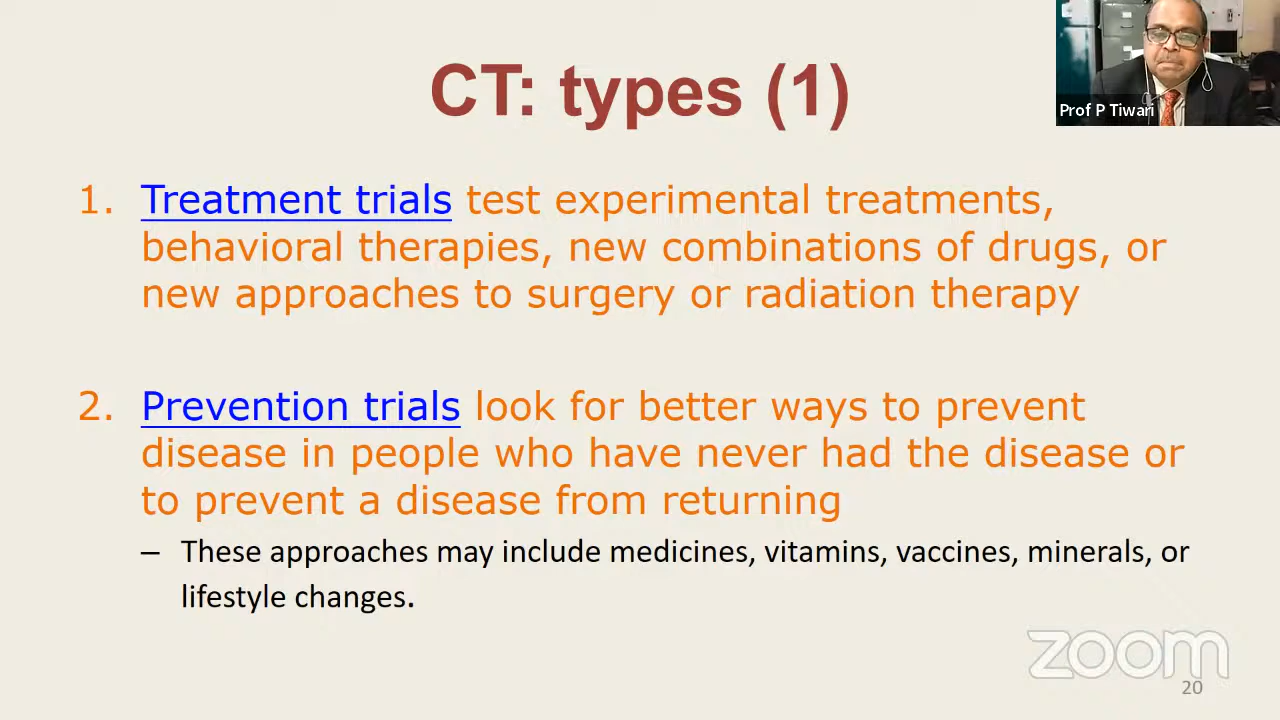 CT: types (1)
Prof P Tiwari
1. Treatment trials test experimental treatments,
behavioral therapies, new combinations of drugs, or
new approaches to surgery or radiation therapy
2. Prevention trials look for better ways to prevent
disease in people who have never had the disease or
to prevent a disease from returning
– These approaches may include medicines, vitamins, vaccines, minerals, or
lifestyle changes.
zoom
20